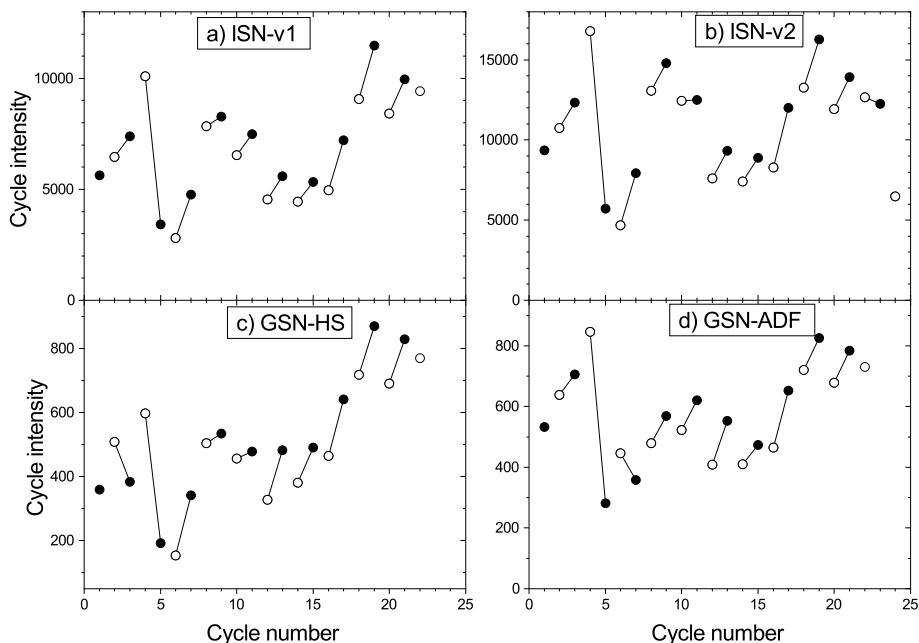 a) ISN-v1
b) ISN-v2
Cycle intensity
10000
5000
0
15000
10000
5000
0
c) GSN-HS
d) GSN-ADF
Cycle intensity
800
600
400
200
800
600
400
200
0
0 5 10 15 20 25
0 5 10 15 20 25
Cycle number
Cycle number